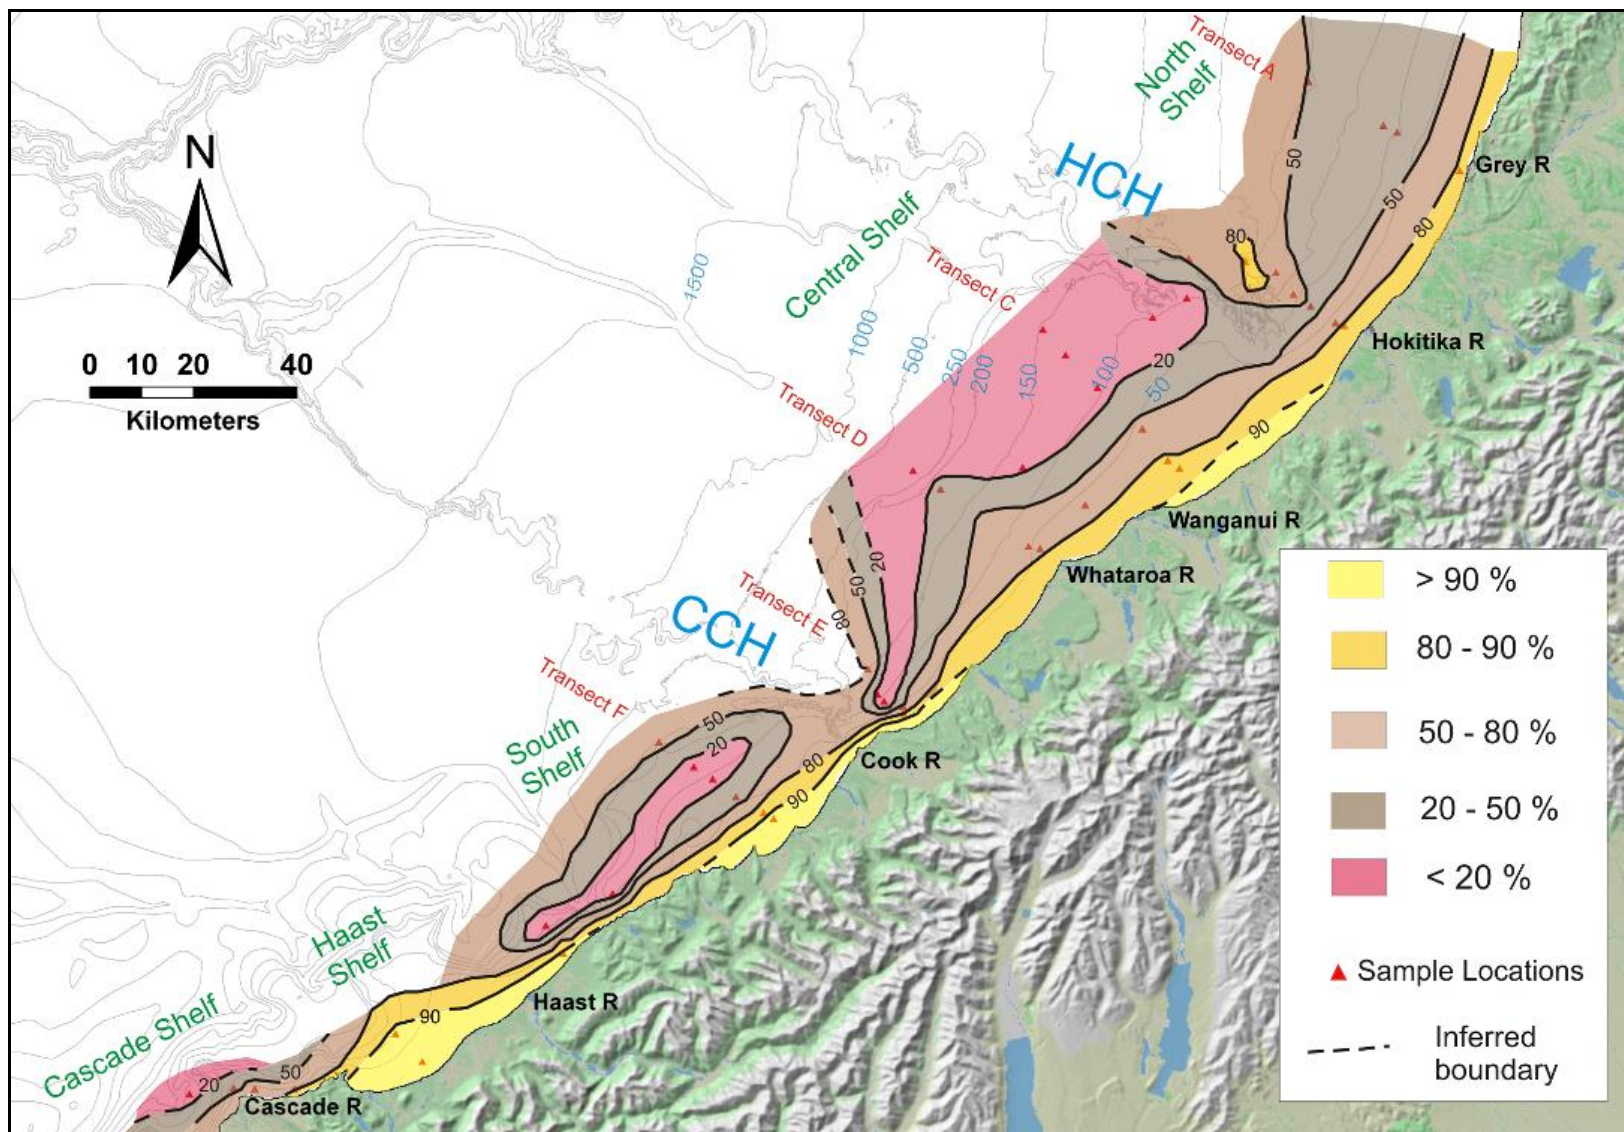 Transect A
North
Shelf
N
HCH
50
50
80
Grey R
Central Shelf
80
Transect C
1500
1000
500
250
200
150
100
50
20
Hokitika R
0 10 20 40
Kilometers
Transect D
90
Wanganui R
Whataroa R
20
50
80
Transect E
CCH
Transect F
South
Shelf
50
20
80
90
Cook R
Haast
Shelf
Haast R
90
Cascade Shelf
20
50
Cascade R
> 90 %
80 - 90 %
50 - 80 %
20 - 50 %
< 20 %
Sample Locations
Inferred
boundary